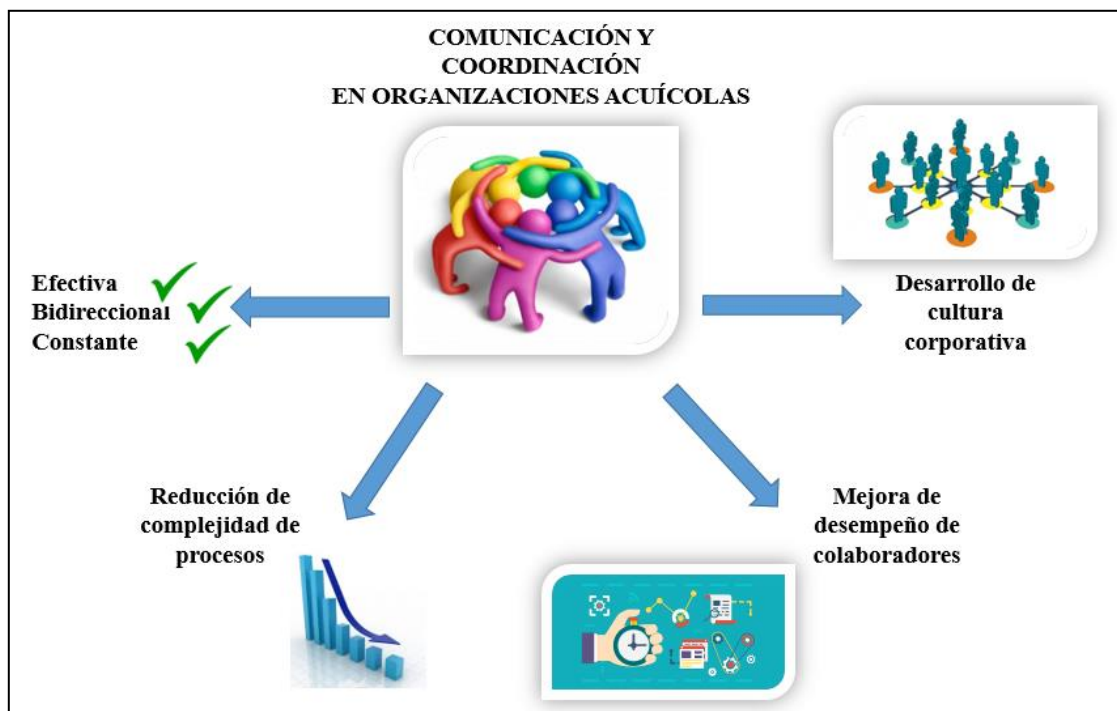 COMUNICACIÓN Y
COORDINACIÓN
EN ORGANIZACIONES ACUÍCOLAS
Efectiva
Bidireccional
Constante
Desarrollo de
cultura
corporativa
Reducción de
complejidad de
procesos
Mejora de
desempeño de
colaboradores